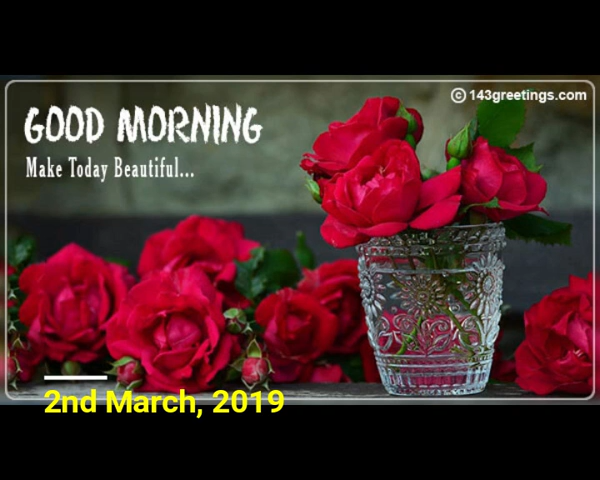 © 143greetings.com
GOOD MORNING
Make Today Beautiful...
2nd March, 2019